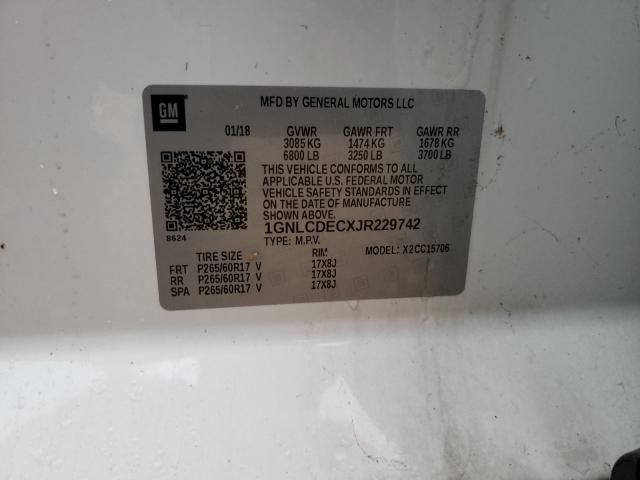 GM
MFD BY GENERAL MOTORS LLC
01/18 GVWR GAWR FRT GAWR RR
3085 KG 1474 KG 1678 KG
6800 LB 3250 LB 3700 LB
THIS VEHICLE CONFORMS TO ALL
APPLICABLE U.S. FEDERAL MOTOR
VEHICLE SAFETY STANDARDS IN EFFECT
ON THE DATE OF MANUFACTURE
SHOWN ABOVE.
8624
1GNLCDECXJR229742
TYPE: M.P.V. MODEL: X2CC15706
TIRE SIZE RIM
FRT P265/60R17 V 17X8J
RR P265/60R17 V 17X8J
SPA P265/60R17 V 17X8J